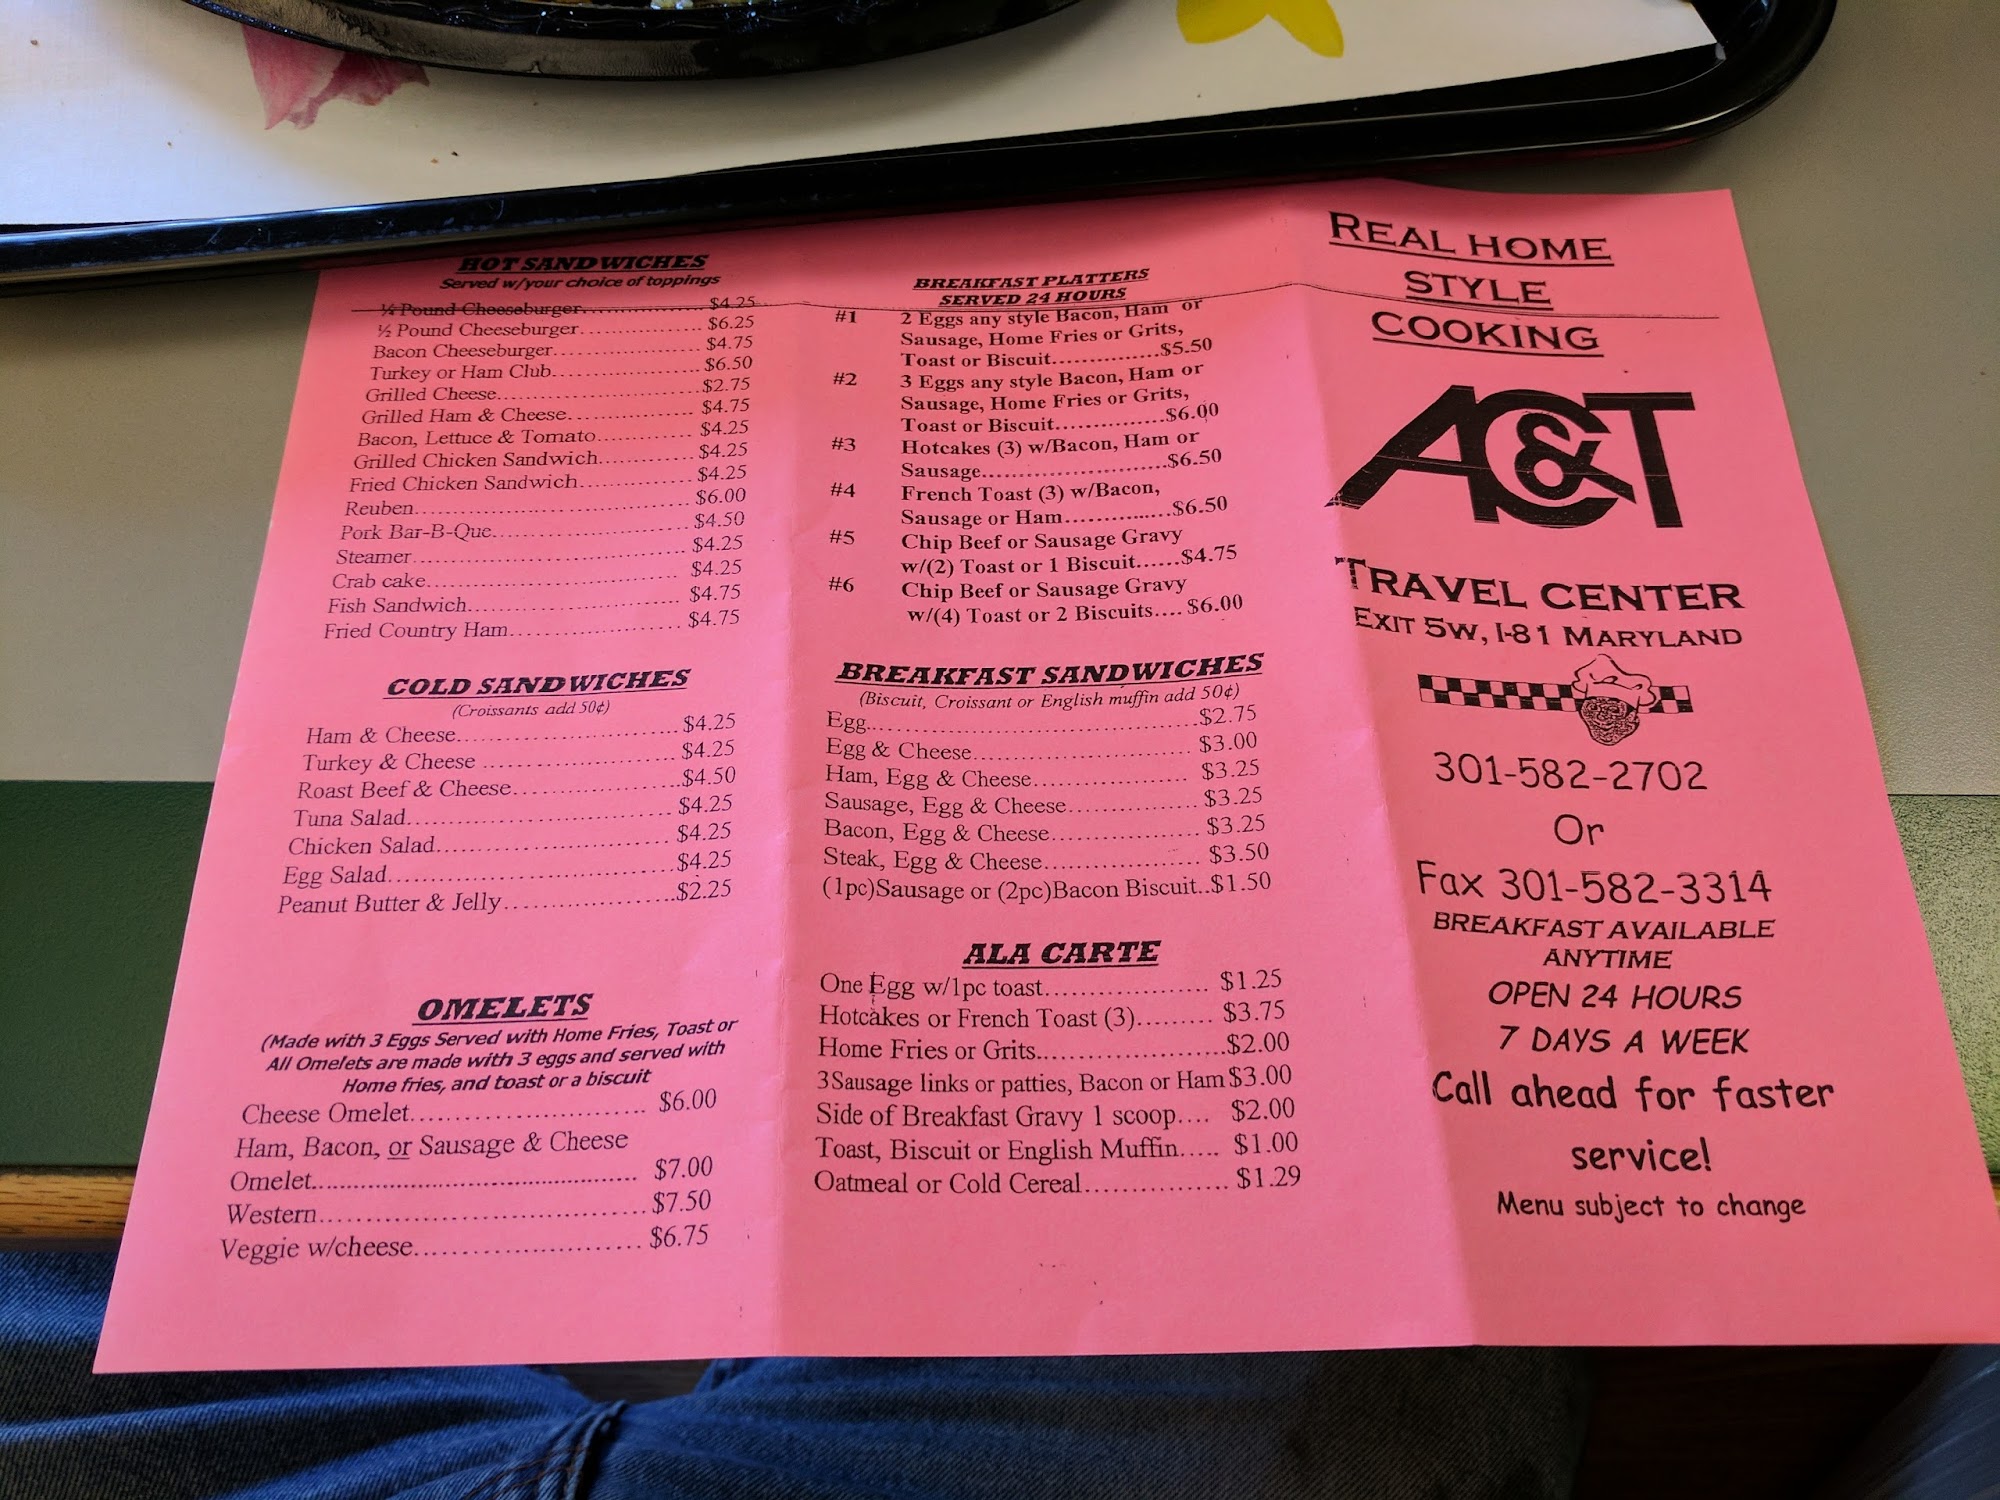 HOT SANDWICHES
Served w/your choice of toppings
¼ Pound Cheeseburger......................$4.25
½ Pound Cheeseburger................$6.25
Bacon Cheeseburger.....................$4.75
Turkey or Ham Club.....................$6.50
Grilled Cheese.............................$2.75
Grilled Ham & Cheese..................$4.75
Bacon, Lettuce & Tomato.............$4.25
Grilled Chicken Sandwich.............$4.25
Fried Chicken Sandwich...............$4.25
Reuben......................................$6.00
Pork Bar-B-Que...........................$4.50
Steamer.....................................$4.25
Crab cake...................................$4.25
Fish Sandwich.............................$4.75
Fried Country Ham......................$4.75
COLD SANDWICHES
(Croissants add 50¢)
Ham & Cheese............................$4.25
Turkey & Cheese ........................$4.25
Roast Beef & Cheese.....................$4.50
Tuna Salad.................................$4.25
Chicken Salad.............................$4.25
Egg Salad...................................$4.25
Peanut Butter & Jelly....................$2.25
OMELETS
(Made with 3 Eggs Served with Home Fries, Toast or
All Omelets are made with 3 eggs and served with
Home fries, and toast or a biscuit
Cheese Omelet............................ $6.00
Ham, Bacon, or Sausage & Cheese
Omelet....................................... $7.00
Western......................................$7.50
Veggie w/cheese...........................$6.75
BREAKFAST PLATTERS
SERVED 24 HOURS
#1 2 Eggs any style Bacon, Ham or
Sausage, Home Fries or Grits,
Toast or Biscuit...............$5.50
#2 3 Eggs any style Bacon, Ham or
Sausage, Home Fries or Grits,
Toast or Biscuit...............$6.00
#3 Hotcakes (3) w/Bacon, Ham or
Sausage.........................$6.50
#4 French Toast (3) w/Bacon,
Sausage or Ham...............$6.50
#5 Chip Beef or Sausage Gravy
w/(2) Toast or 1 Biscuit......$4.75
#6 Chip Beef or Sausage Gravy
w/(4) Toast or 2 Biscuits....$6.00
BREAKFAST SANDWICHES
(Biscuit, Croissant or English muffin add 50¢)
Egg...........................................$2.75
Egg & Cheese............................. $3.00
Ham, Egg & Cheese..................... $3.25
Sausage, Egg & Cheese................. $3.25
Bacon, Egg & Cheese................... $3.25
Steak, Egg & Cheese.................... $3.50
(1pc)Sausage or (2pc)Bacon Biscuit..$1.50
ALA CARTE
One Egg w/1pc toast................... $1.25
Hotcakes or French Toast (3)......... $3.75
Home Fries or Grits.....................$2.00
3Sausage links or patties, Bacon or Ham $3.00
Side of Breakfast Gravy 1 scoop.... $2.00
Toast, Biscuit or English Muffin..... $1.00
Oatmeal or Cold Cereal................ $1.29
REAL HOME
STYLE
COOKING
AC&T
TRAVEL CENTER
EXIT 5W, I-81 MARYLAND
301-582-2702
Or
Fax 301-582-3314
BREAKFAST AVAILABLE
ANYTIME
OPEN 24 HOURS
7 DAYS A WEEK
Call ahead for faster
service!
Menu subject to change